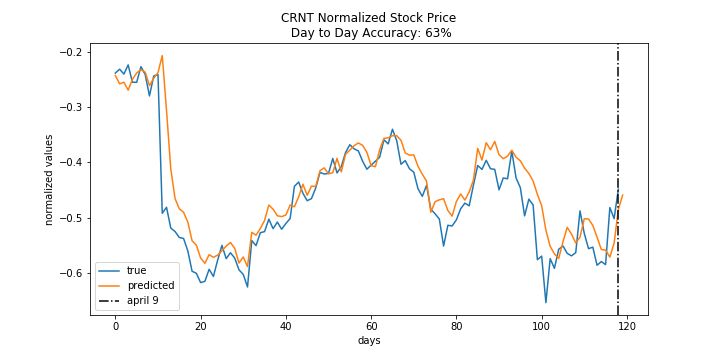 CRNT Normalized Stock Price
Day to Day Accuracy: 63%
normalized values
−0.2
−0.3
−0.4
−0.5
−0.6
true
predicted
april 9
0
20
40
60
80
100
120
days